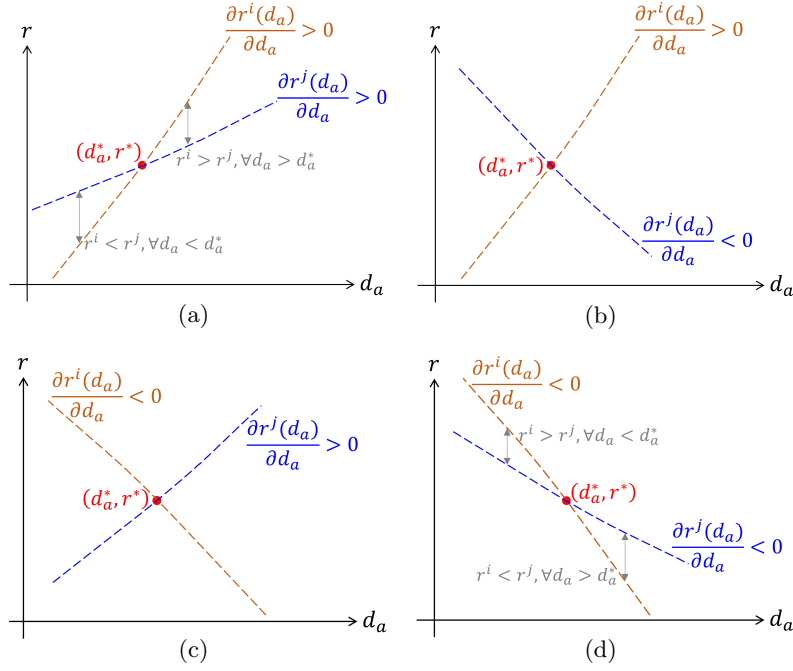 r
∂r^i(d_a)/∂d_a > 0
∂r^j(d_a)/∂d_a > 0
(d_a^*, r^*)
r^i > r^j, ∀d_a > d_a^*
r^i < r^j, ∀d_a < d_a^*
d_a
(a)
r
∂r^i(d_a)/∂d_a > 0
(d_a^*, r^*)
∂r^j(d_a)/∂d_a < 0
d_a
(b)
r
∂r^i(d_a)/∂d_a < 0
∂r^j(d_a)/∂d_a > 0
(d_a^*, r^*)
d_a
(c)
r
∂r^i(d_a)/∂d_a < 0
r^i > r^j, ∀d_a < d_a^*
(d_a^*, r^*)
∂r^j(d_a)/∂d_a < 0
r^i < r^j, ∀d_a > d_a^*
d_a
(d)